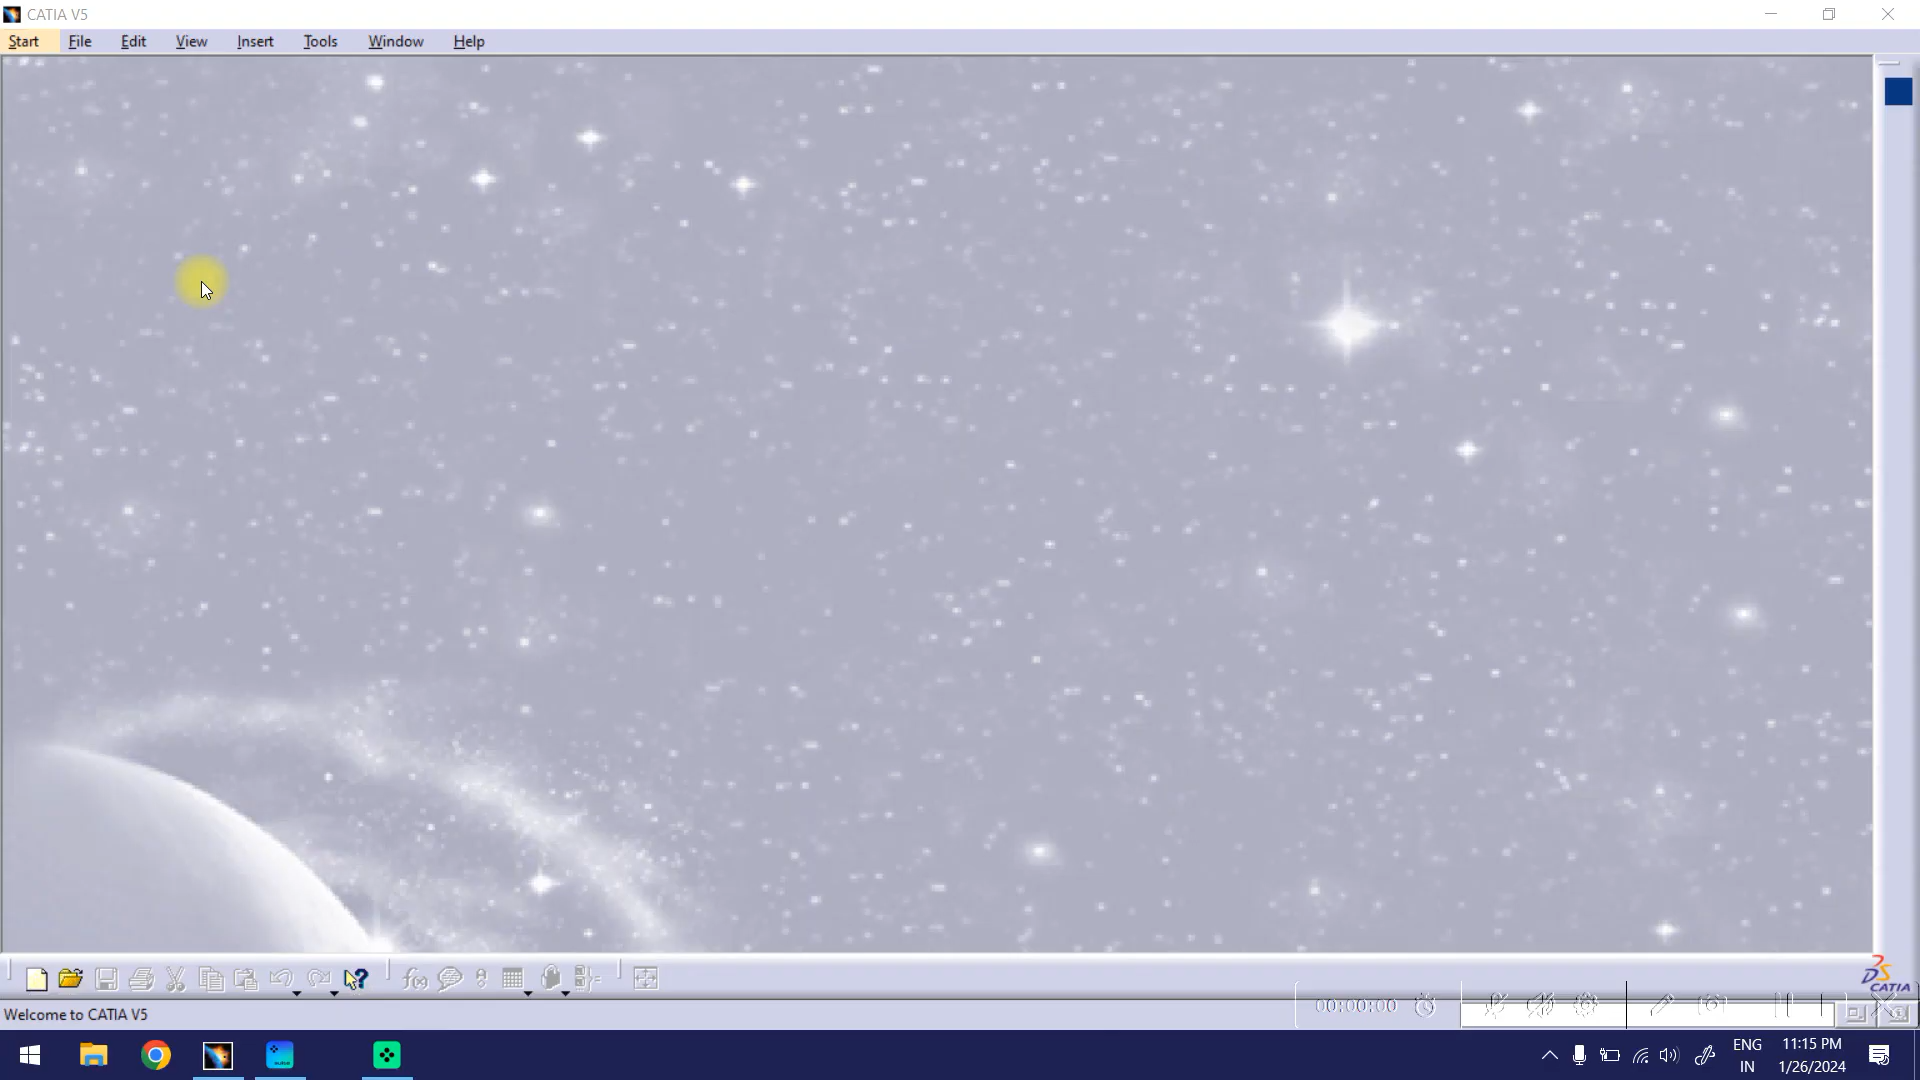 CATIA V5
Start File Edit View Insert Tools Window Help
f(x)
CATIA
00:00:00
Welcome to CATIA V5
ENG
IN
11:15 PM
1/26/2024